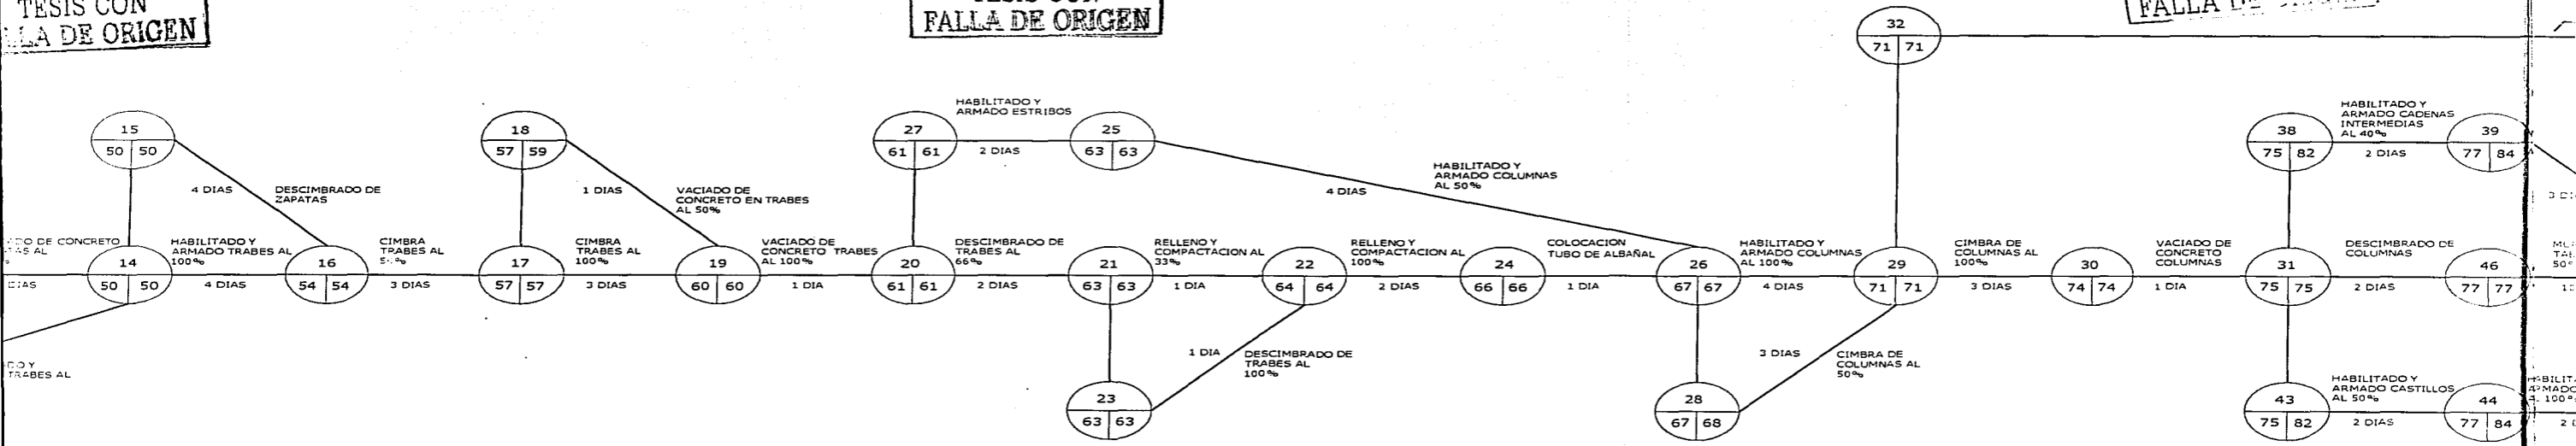 TESIS CON
FALLA DE ORIGEN
FALLA DE ORIGEN
32
71 71
HABILITADO Y
ARMADO ESTRIBOS
15
50 50
18
57 59
27
61 61
2 DIAS
25
63 63
HABILITADO Y
ARMADO CADENAS
INTERMEDIAS
AL 40%
38
75 82
2 DIAS
39
77 84
4 DIAS
DESCIMBRADO DE
ZAPATAS
1 DIAS
VACIADO DE
CONCRETO EN TRABES
AL 50%
4 DIAS
HABILITADO Y
ARMADO COLUMNAS
AL 50%
DE CONCRETO
AL
14
50 50
HABILITADO Y
ARMADO TRABES AL
100%
4 DIAS
16
54 54
CIMBRA
TRABES AL
3 DIAS
17
57 57
CIMBRA
TRABES AL
100%
3 DIAS
19
60 60
VACIADO DE
CONCRETO TRABES
AL 100%
1 DIA
20
61 61
DESCIMBRADO DE
TRABES AL
66%
2 DIAS
21
63 63
RELLENO Y
COMPACTACION AL
33%
1 DIA
22
64 64
RELLENO Y
COMPACTACION AL
100%
2 DIAS
24
66 66
COLOCACION
TUBO DE ALBAÑAL
1 DIA
26
67 67
HABILITADO Y
ARMADO COLUMNAS
AL 100%
4 DIAS
29
71 71
CIMBRA DE
COLUMNAS AL
100%
3 DIAS
30
74 74
VACIADO DE
CONCRETO
COLUMNAS
1 DIA
31
75 75
DESCIMBRADO DE
COLUMNAS
2 DIAS
46
77 77
Y
TRABES AL
1 DIA
DESCIMBRADO DE
TRABES AL
100%
23
63 63
3 DIAS
CIMBRA DE
COLUMNAS AL
50%
28
67 68
43
75 82
HABILITADO Y
ARMADO CASTILLOS
AL 50%
2 DIAS
44
77 84